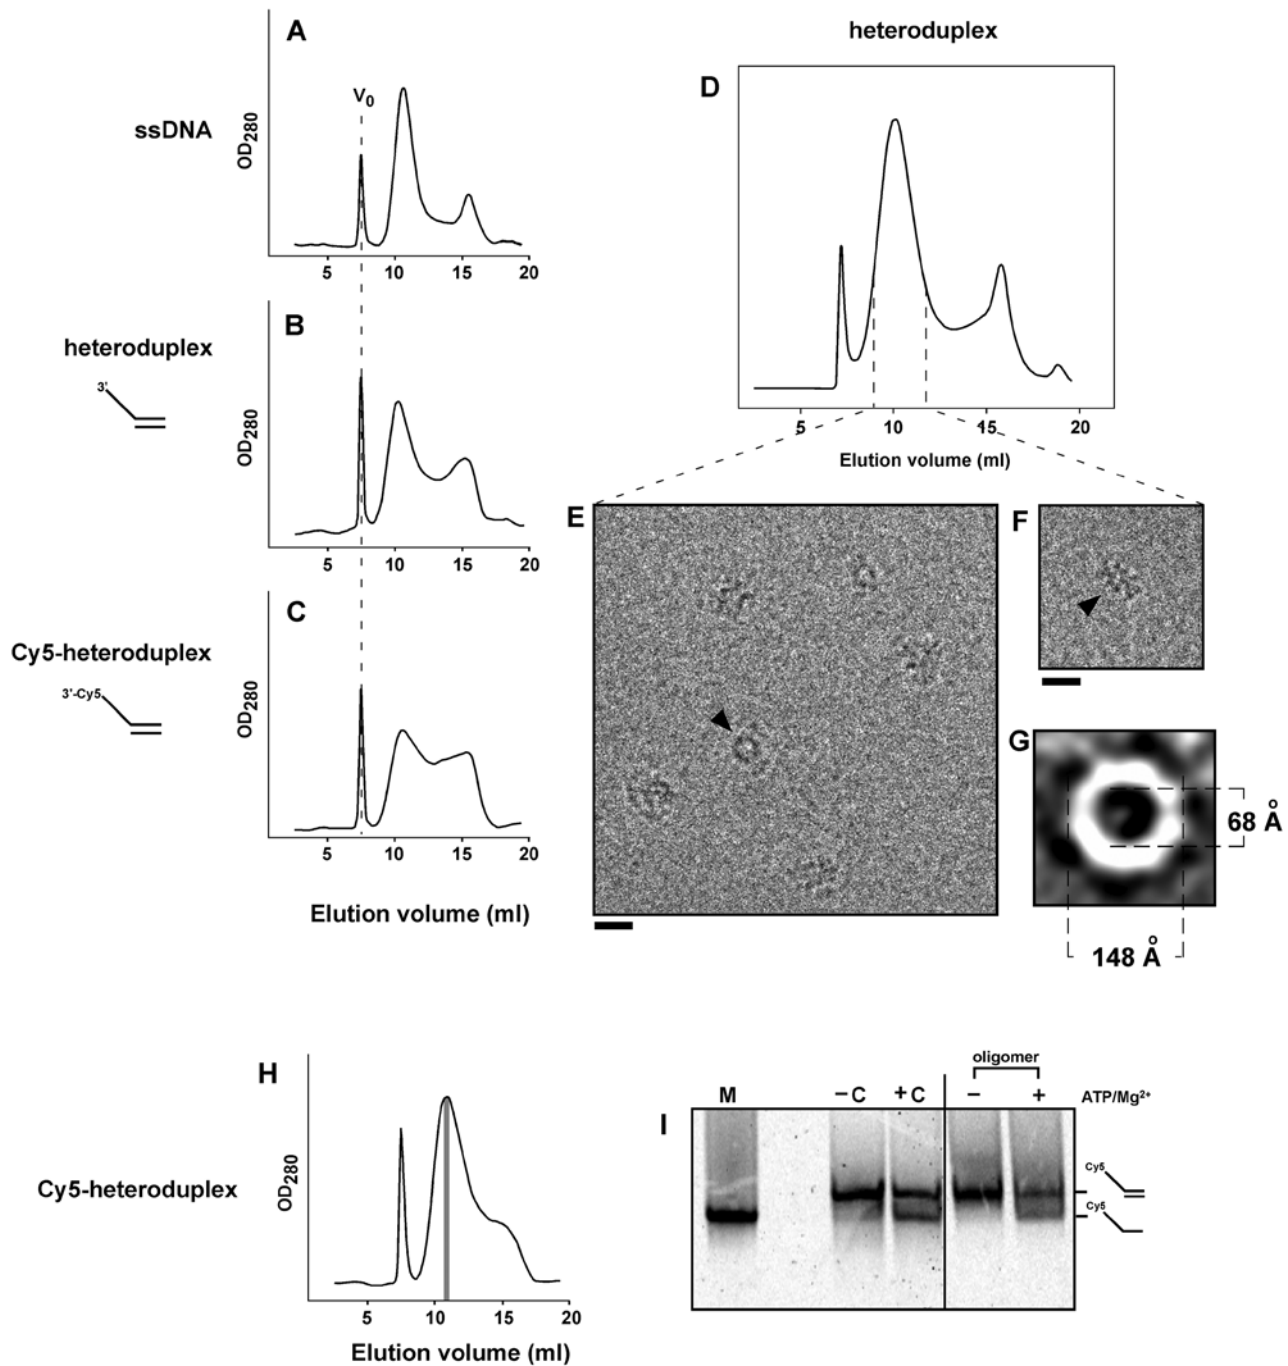 A
V0
ssDNA
OD280
5 10 15 20
B
heteroduplex
3'
OD280
5 10 15 20
C
Cy5-heteroduplex
3'-Cy5
OD280
5 10 15 20
Elution volume (ml)
heteroduplex
D
5 10 15 20
Elution volume (ml)
E
F
G
68 Å
148 Å
H
Cy5-heteroduplex
OD280
5 10 15 20
Elution volume (ml)
oligomer
M – C + C – + ATP/Mg2+
I
Cy5
Cy5